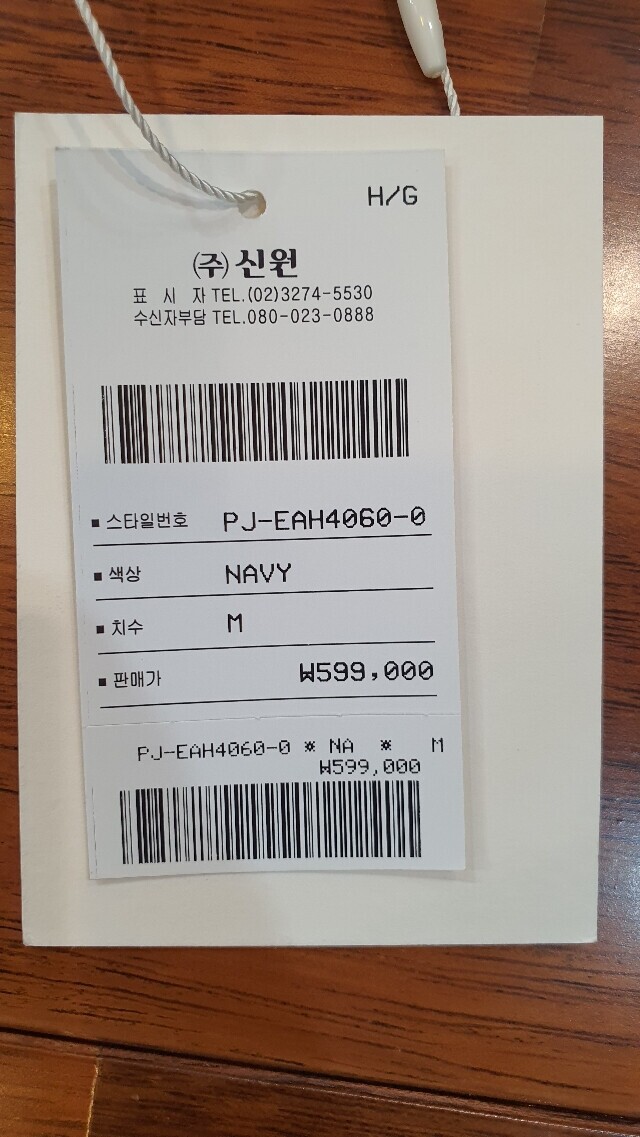 H/G
(주) 신원
표 시 자 TEL.(02)3274-5530
수신자부담 TEL.080-023-0888
■ 스타일번호 PJ-EAH4060-0
■ 색상 NAVY
■ 치수 M
■ 판매가 ₩599,000
PJ-EAH4060-0 ※ NA ※ M
₩599,000